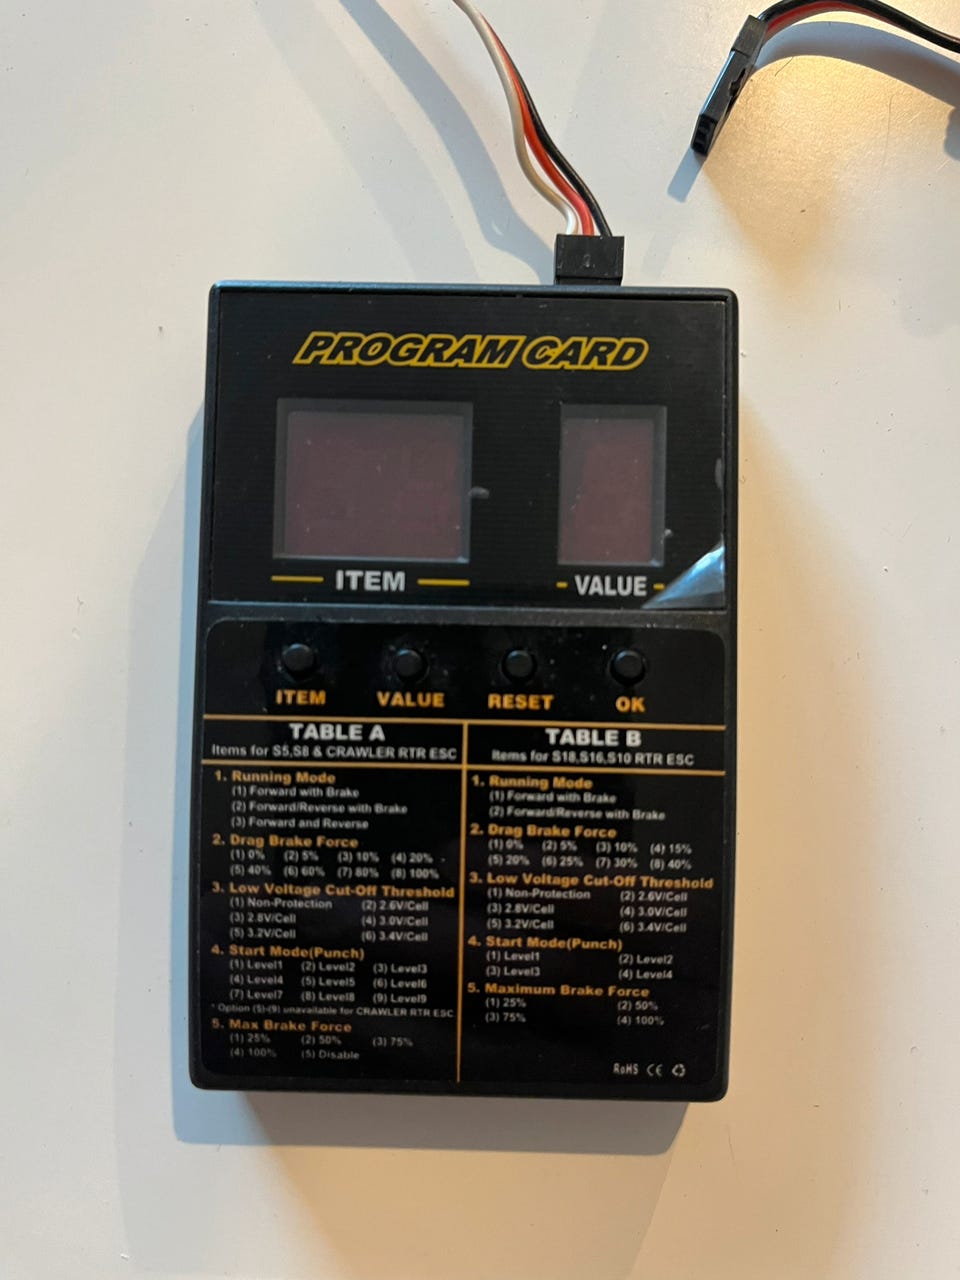 PROGRAM CARD
ITEM
VALUE
ITEM VALUE RESET OK
TABLE A
Items for S5,S8 & CRAWLER RTR ESC
1. Running Mode
(1) Forward with Brake
(2) Forward/Reverse with Brake
(3) Forward and Reverse
2. Drag Brake Force
(1) 0% (2) 5% (3) 10% (4) 20%
(5) 40% (6) 60% (7) 80% (8) 100%
3. Low Voltage Cut-Off Threshold
(1) Non-Protection (2) 2.6V/Cell
(3) 2.8V/Cell (4) 3.0V/Cell
(5) 3.2V/Cell (6) 3.4V/Cell
4. Start Mode(Punch)
(1) Level1 (2) Level2 (3) Level3
(4) Level4 (5) Level5 (6) Level6
(7) Level7 (8) Level8 (9) Level9
* Option (5)-(9) unavailable for CRAWLER RTR ESC
5. Max Brake Force
(1) 25% (2) 50% (3) 75%
(4) 100% (5) Disable
TABLE B
Items for S18,S16,S10 RTR ESC
1. Running Mode
(1) Forward with Brake
(2) Forward/Reverse with Brake
2. Drag Brake Force
(1) 0% (2) 5% (3) 10% (4) 15%
(5) 20% (6) 25% (7) 30% (8) 40%
3. Low Voltage Cut-Off Threshold
(1) Non-Protection (2) 2.6V/Cell
(3) 2.8V/Cell (4) 3.0V/Cell
(5) 3.2V/Cell (6) 3.4V/Cell
4. Start Mode(Punch)
(1) Level1 (2) Level2
(3) Level3 (4) Level4
5. Maximum Brake Force
(1) 25% (2) 50%
(3) 75% (4) 100%
RoHS CE